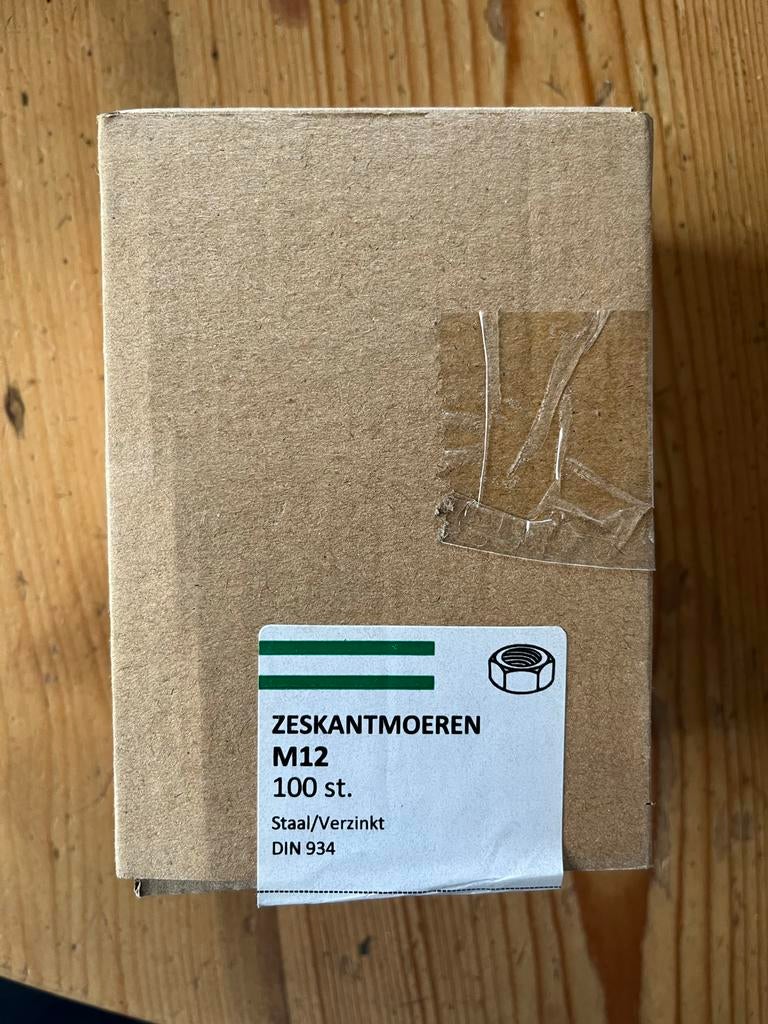 ZESKANTMOEREN
M12
100 st.
Staal/Verzinkt
DIN 934